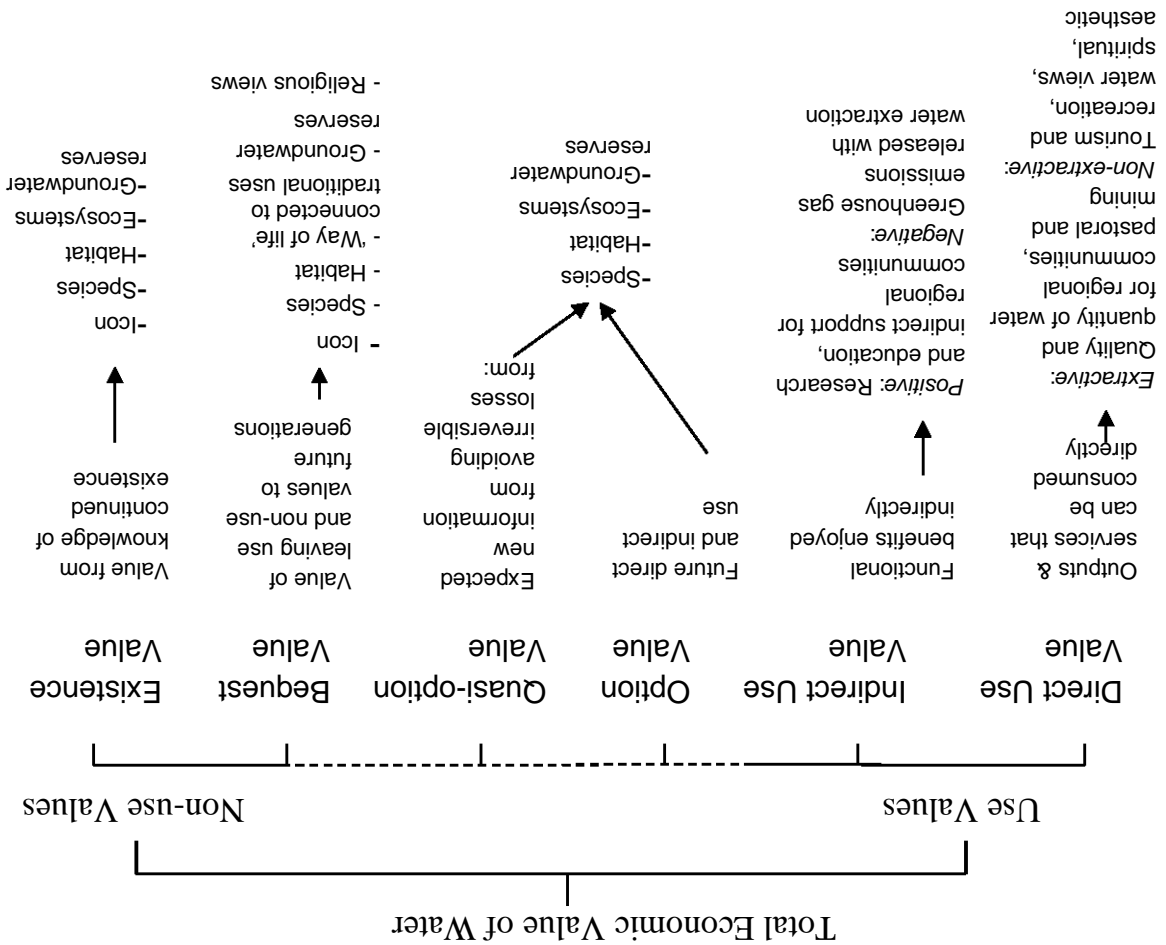 Total Economic Value of Water
Use Values
Non-use Values
Direct Use
Value
Indirect Use
Value
Option
Value
Quasi-option
Value
Bequest
Value
Existence
Value
Outputs &
services that
can be
consumed
directly
Functional
benefits enjoyed
indirectly
Future direct
and indirect
use
Expected
new
information
from
avoiding
irreversible
losses
from:
Value of
leaving use
and non-use
values to
future
generations
Value from
knowledge of
continued
existence
Extractive:
Quality and
quantity of water
for regional
communities,
pastoral and
mining
Non-extractive:
Tourism and
recreation,
water views,
spiritual,
aesthetic
Positive: Research
and education,
indirect support for
regional
communities
Negative:
Greenhouse gas
emissions
released with
water extraction
-Species
-Habitat
-Ecosystems
-Groundwater
reserves
- Icon
- Species
- Habitat
- 'Way of life'
connected to
traditional uses
- Groundwater
reserves
- Religious views
-Icon
-Species
-Habitat
-Ecosystems
-Groundwater
reserves